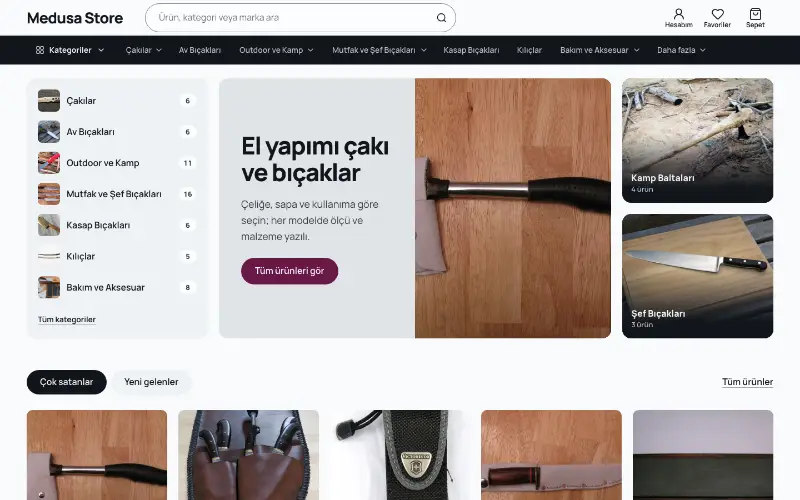 Medusa Store
Ürün, kategori veya marka ara
Hesabım
Favoriler
Sepet
Kategoriler
Çakılar
Av Bıçakları
Outdoor ve Kamp
Mutfak ve Şef Bıçakları
Kasap Bıçakları
Kılıçlar
Bakım ve Aksesuar
Daha fazla
Çakılar 6
Av Bıçakları 6
Outdoor ve Kamp 11
Mutfak ve Şef Bıçakları 16
Kasap Bıçakları 6
Kılıçlar 5
Bakım ve Aksesuar 8
Tüm kategoriler
El yapımı çakı
ve bıçaklar
Çeliğe, sapa ve kullanıma göre
seçin; her modelde ölçü ve
malzeme yazılı.
Tüm ürünleri gör
Kamp Baltaları
4 ürün
Şef Bıçakları
3 ürün
Çok satanlar
Yeni gelenler
Tüm ürünler